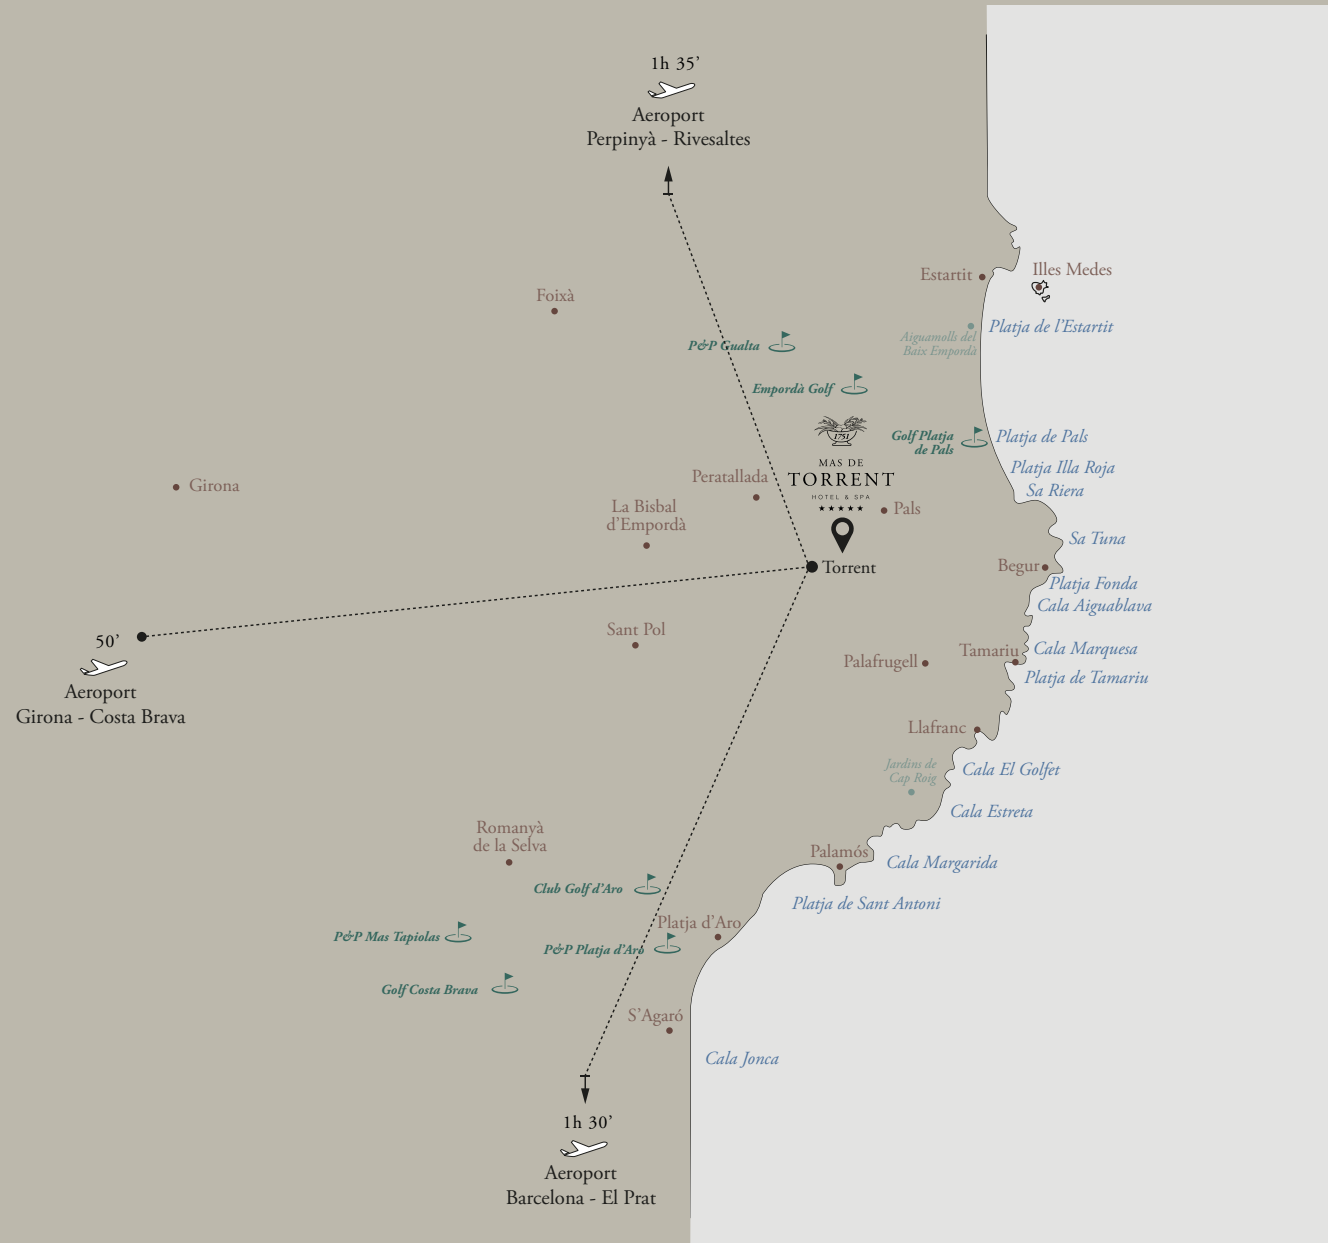 1h 35’
Aeroport
Perpinyà - Rivesaltes
Estartit
Illes Medes
Foixà
Platja de l’Estartit
Aiguamolls del
Baix Empordà
P&P Gualta
Empordà Golf
1751
Golf Platja
de Pals
Platja de Pals
MAS DE
TORRENT
HOTEL & SPA
★★★★★
Platja Illa Roja
Sa Riera
Peratallada
Girona
La Bisbal
d’Empordà
Pals
Sa Tuna
Torrent
Begur
Platja Fonda
Cala Aiguablava
Sant Pol
50’
Aeroport
Girona - Costa Brava
Palafrugell
Tamariu
Cala Marquesa
Platja de Tamariu
Llafranc
Jardins de
Cap Roig
Cala El Golfet
Cala Estreta
Romanyà
de la Selva
Palamós
Cala Margarida
Club Golf d’Aro
Platja de Sant Antoni
Platja d’Aro
P&P Mas Tapiolas
P&P Platja d’Aro
Golf Costa Brava
S’Agaró
Cala Jonca
1h 30’
Aeroport
Barcelona - El Prat